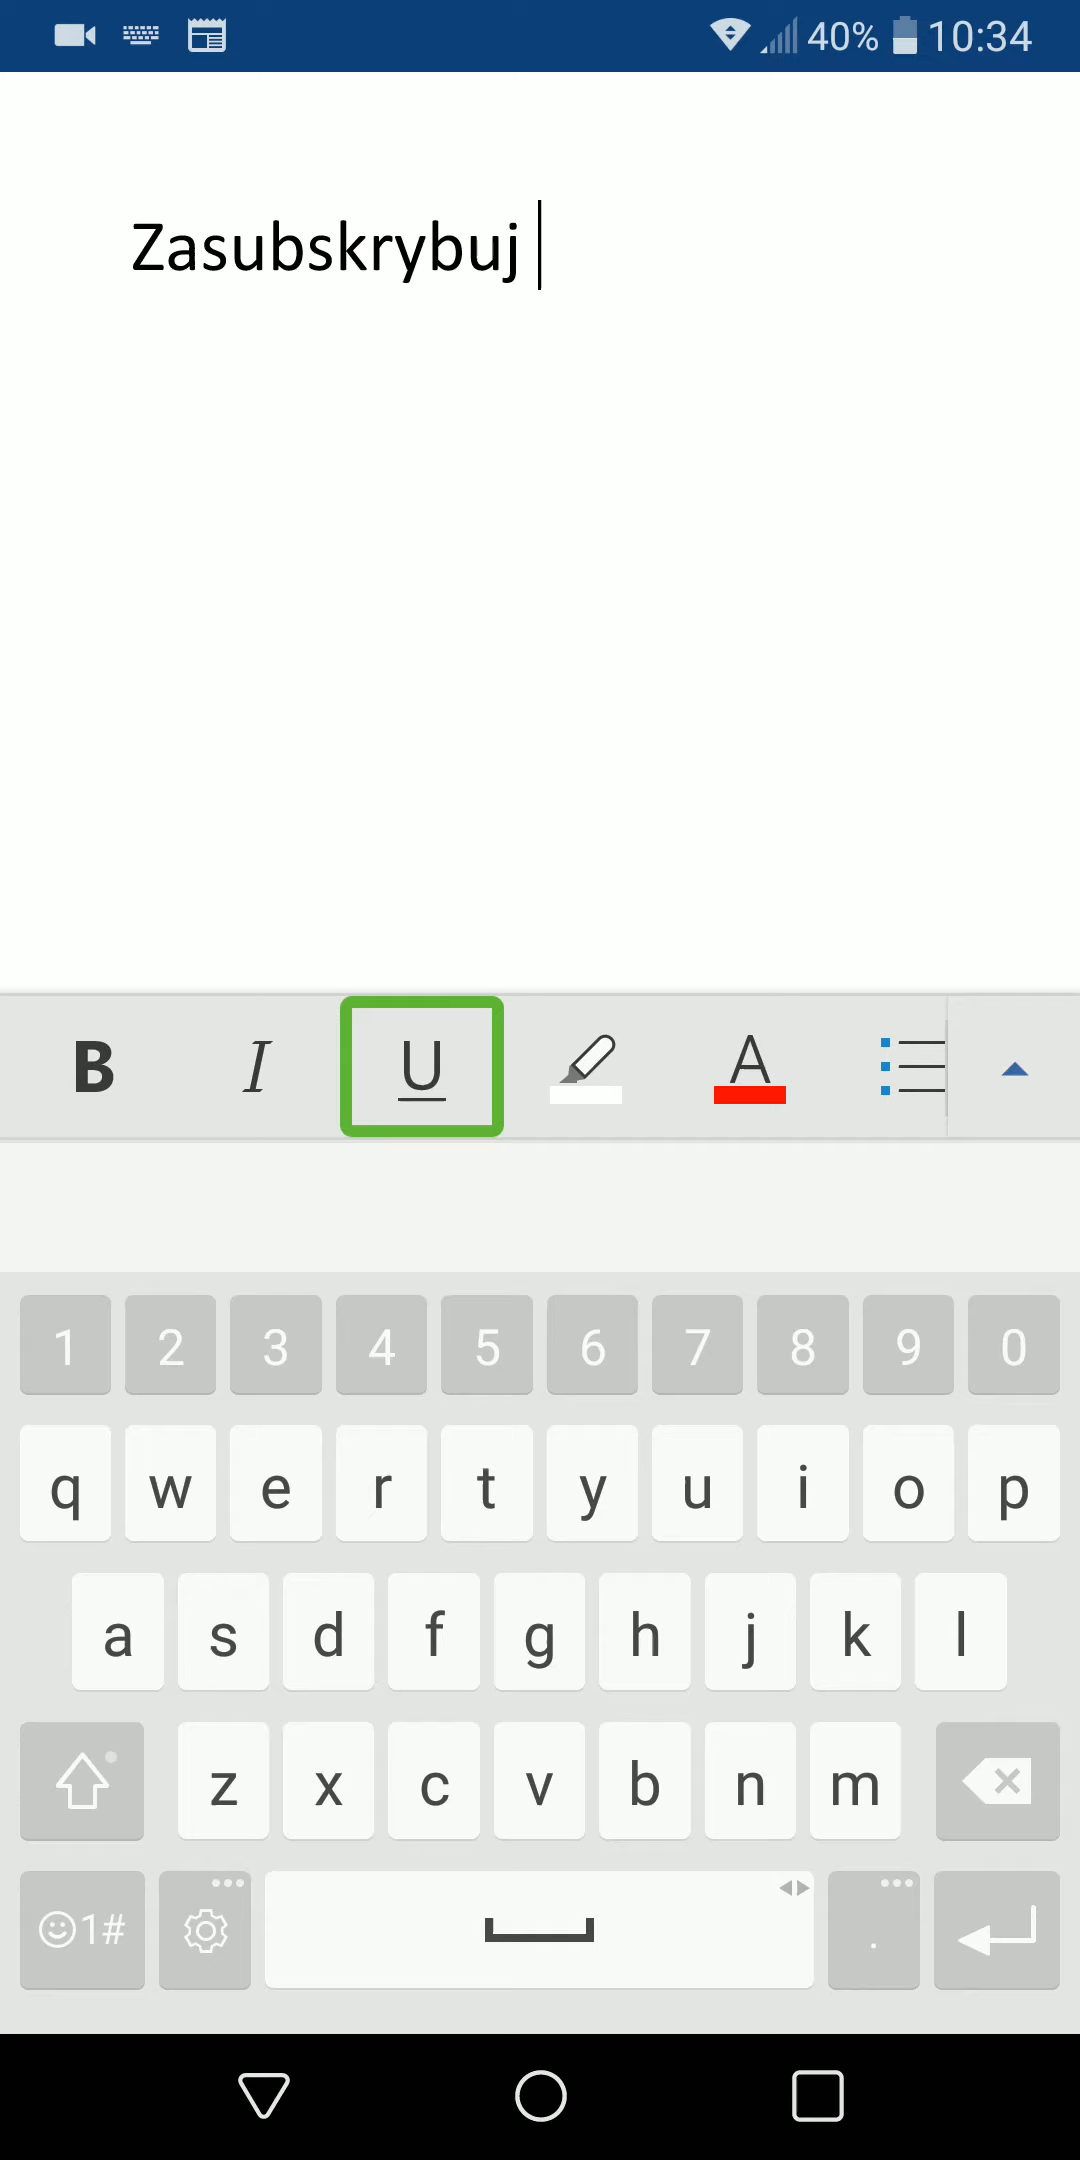 40% 10:34
Zasubskrybuj
B I U A
1 2 3 4 5 6 7 8 9 0
q w e r t y u i o p
a s d f g h j k l
z x c v b n m
1# .